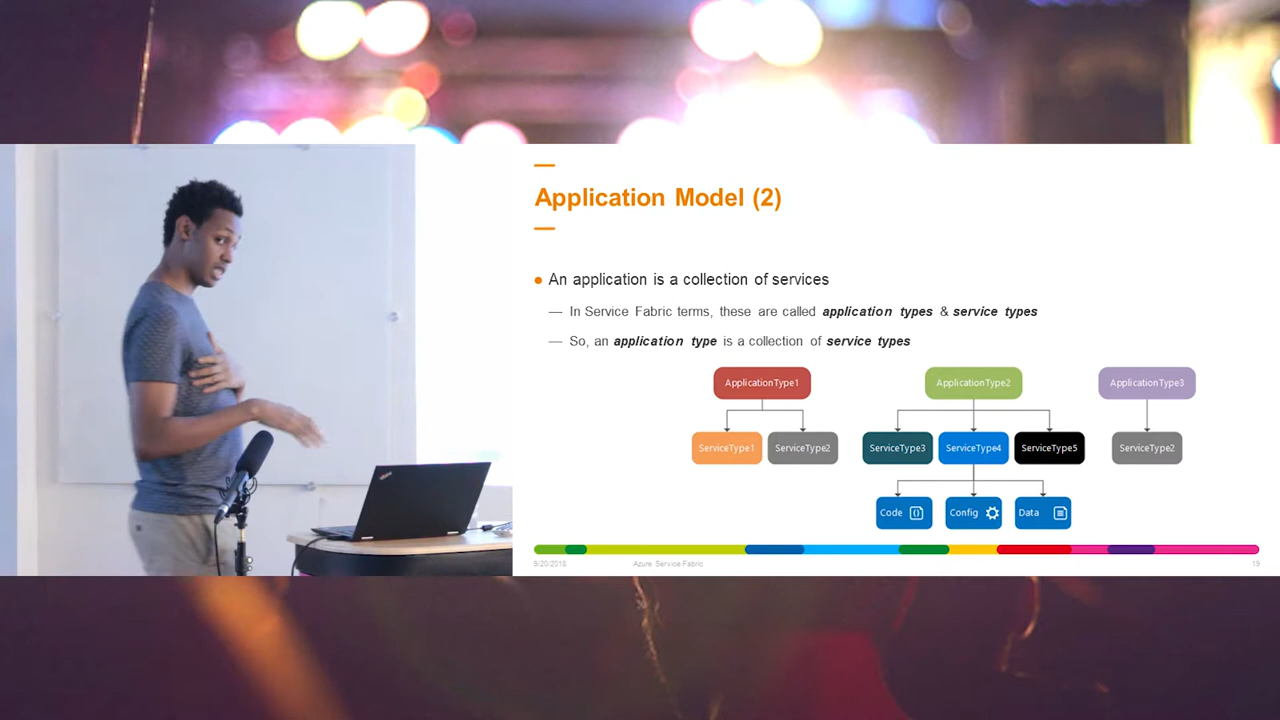 Application Model (2)
An application is a collection of services
— In Service Fabric terms, these are called application types & service types
— So, an application type is a collection of service types
ApplicationType1
ApplicationType2
ApplicationType3
ServiceType1
ServiceType2
ServiceType3
ServiceType4
ServiceType5
ServiceType2
Code
Config
Data
9/20/2018
Azure Service Fabric
19